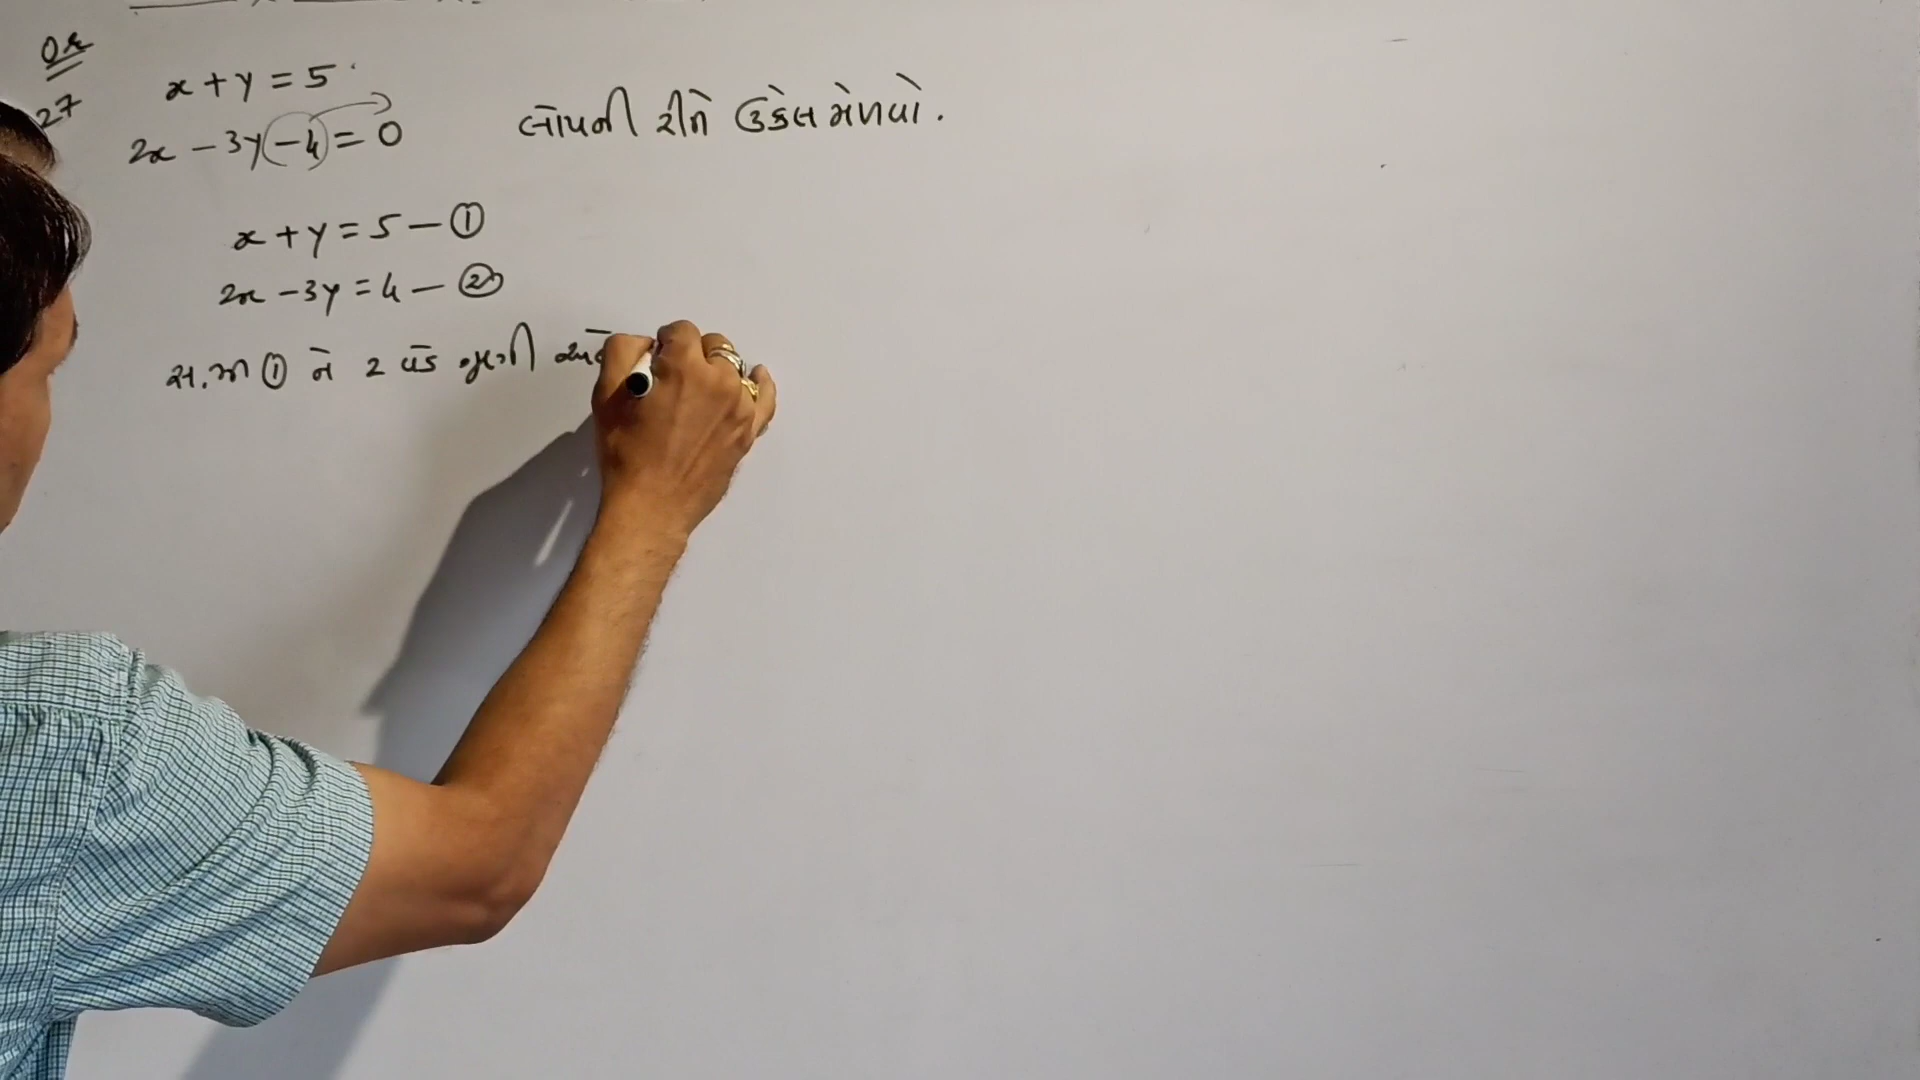 Or
27
x + y = 5
2x - 3y - 4 = 0
લોપની રીતે ઉકેલ મેળવો.
x + y = 5 - ①
2x - 3y = 4 - ②
સ.મી ① ને 2 વડે ગુણતી